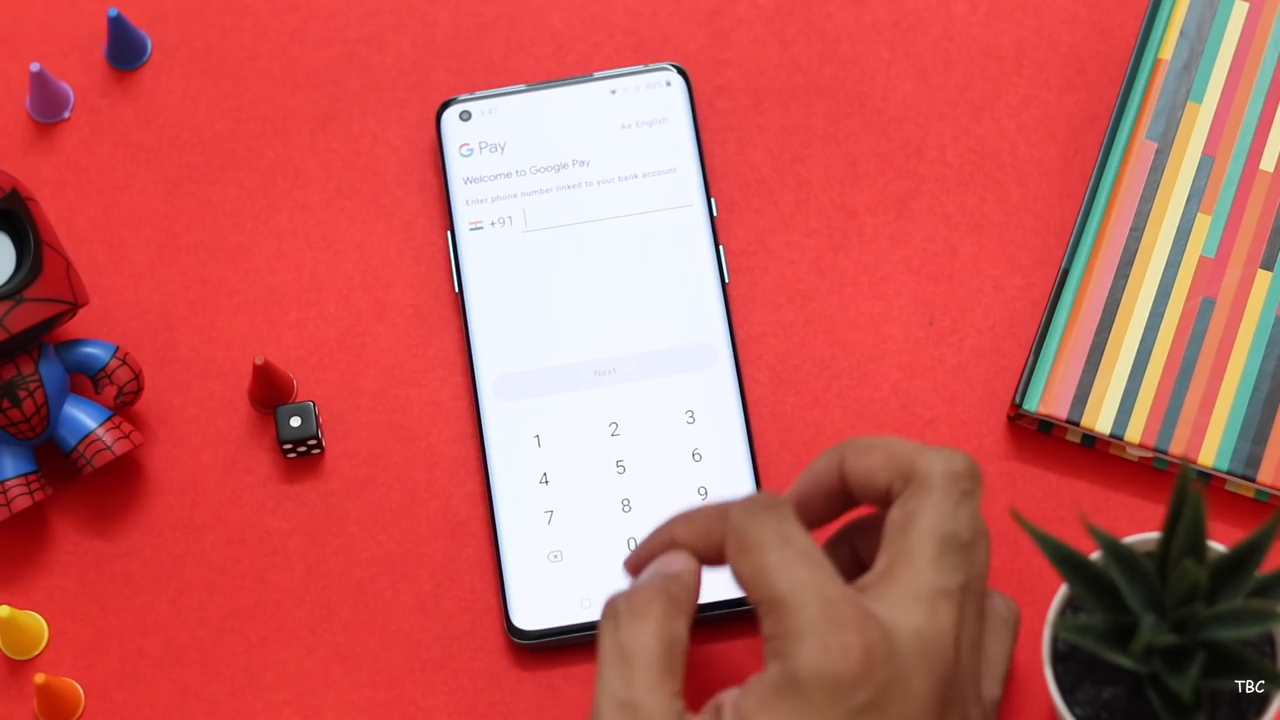 89%
Aa English
G Pay
Welcome to Google Pay
Enter phone number linked to your bank account
+91
Next
1 2 3
4 5 6
7 8 9
0
TBC